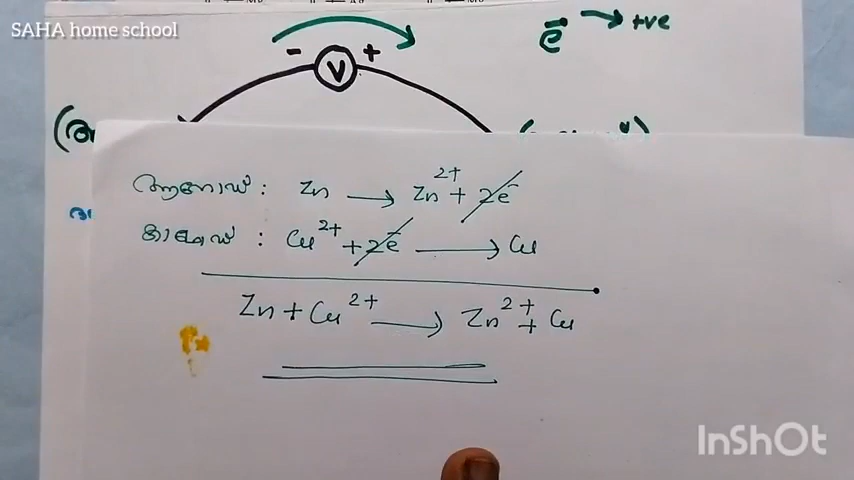 SAHA home school
e⁻ → +ve
- V +
ആനോഡ് : Zn → Zn²⁺ + 2e⁻
കാഥോഡ് : Cu²⁺ + 2e⁻ → Cu
Zn + Cu²⁺ → Zn²⁺ + Cu
InShOt